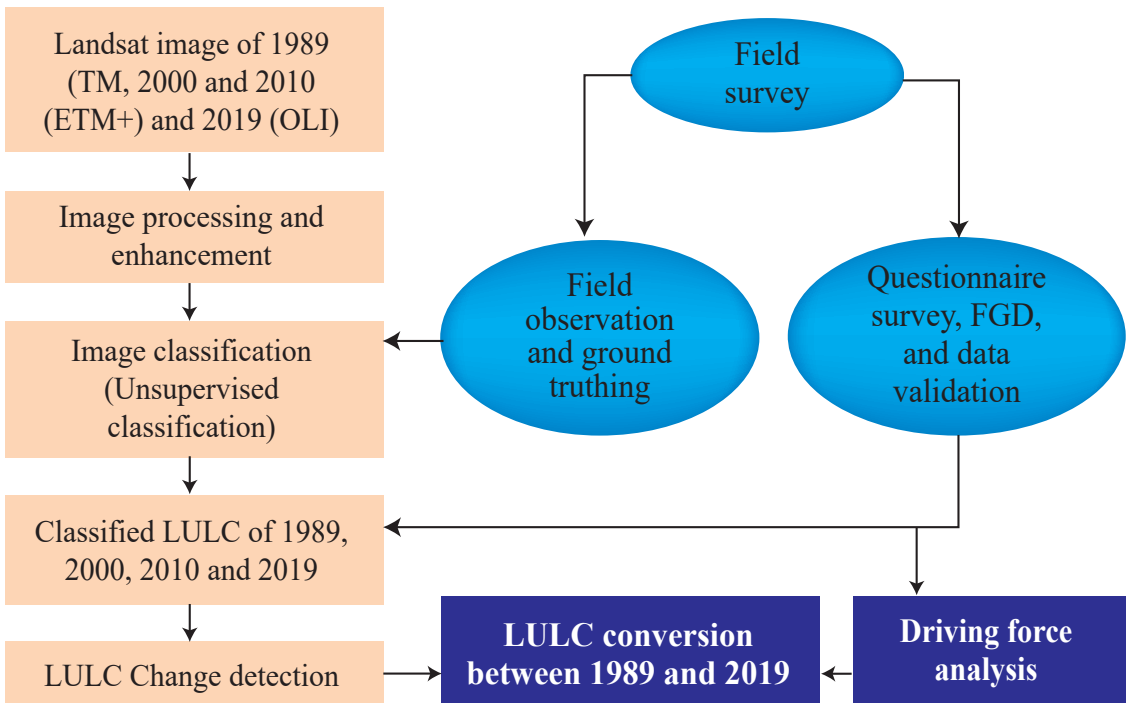 Landsat image of 1989
(TM, 2000 and 2010
(ETM+) and 2019 (OLI)
Image processing and
enhancement
Image classification
(Unsupervised
classification)
Classified LULC of 1989,
2000, 2010 and 2019
LULC Change detection
Field
survey
Field
observation
and ground
truthing
Questionnaire
survey, FGD,
and data
validation
LULC conversion
between 1989 and 2019
Driving force
analysis